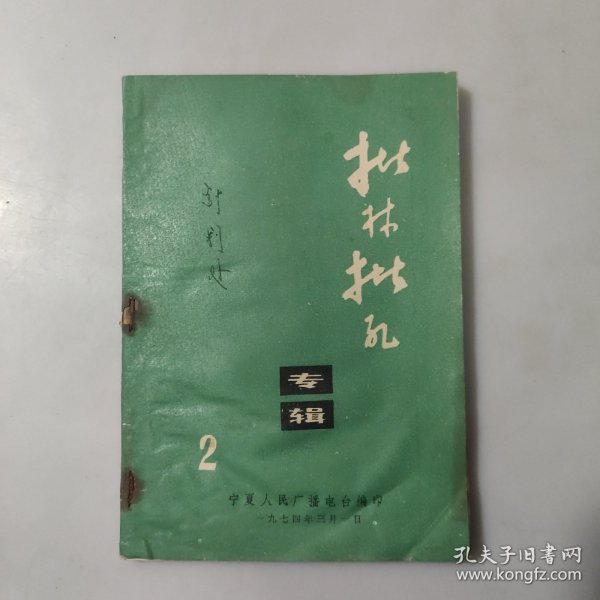 批林批孔
专辑
2
宁夏人民广播电台编印
一九七四年三月一日
孔夫子旧书网
www.kongfz.com